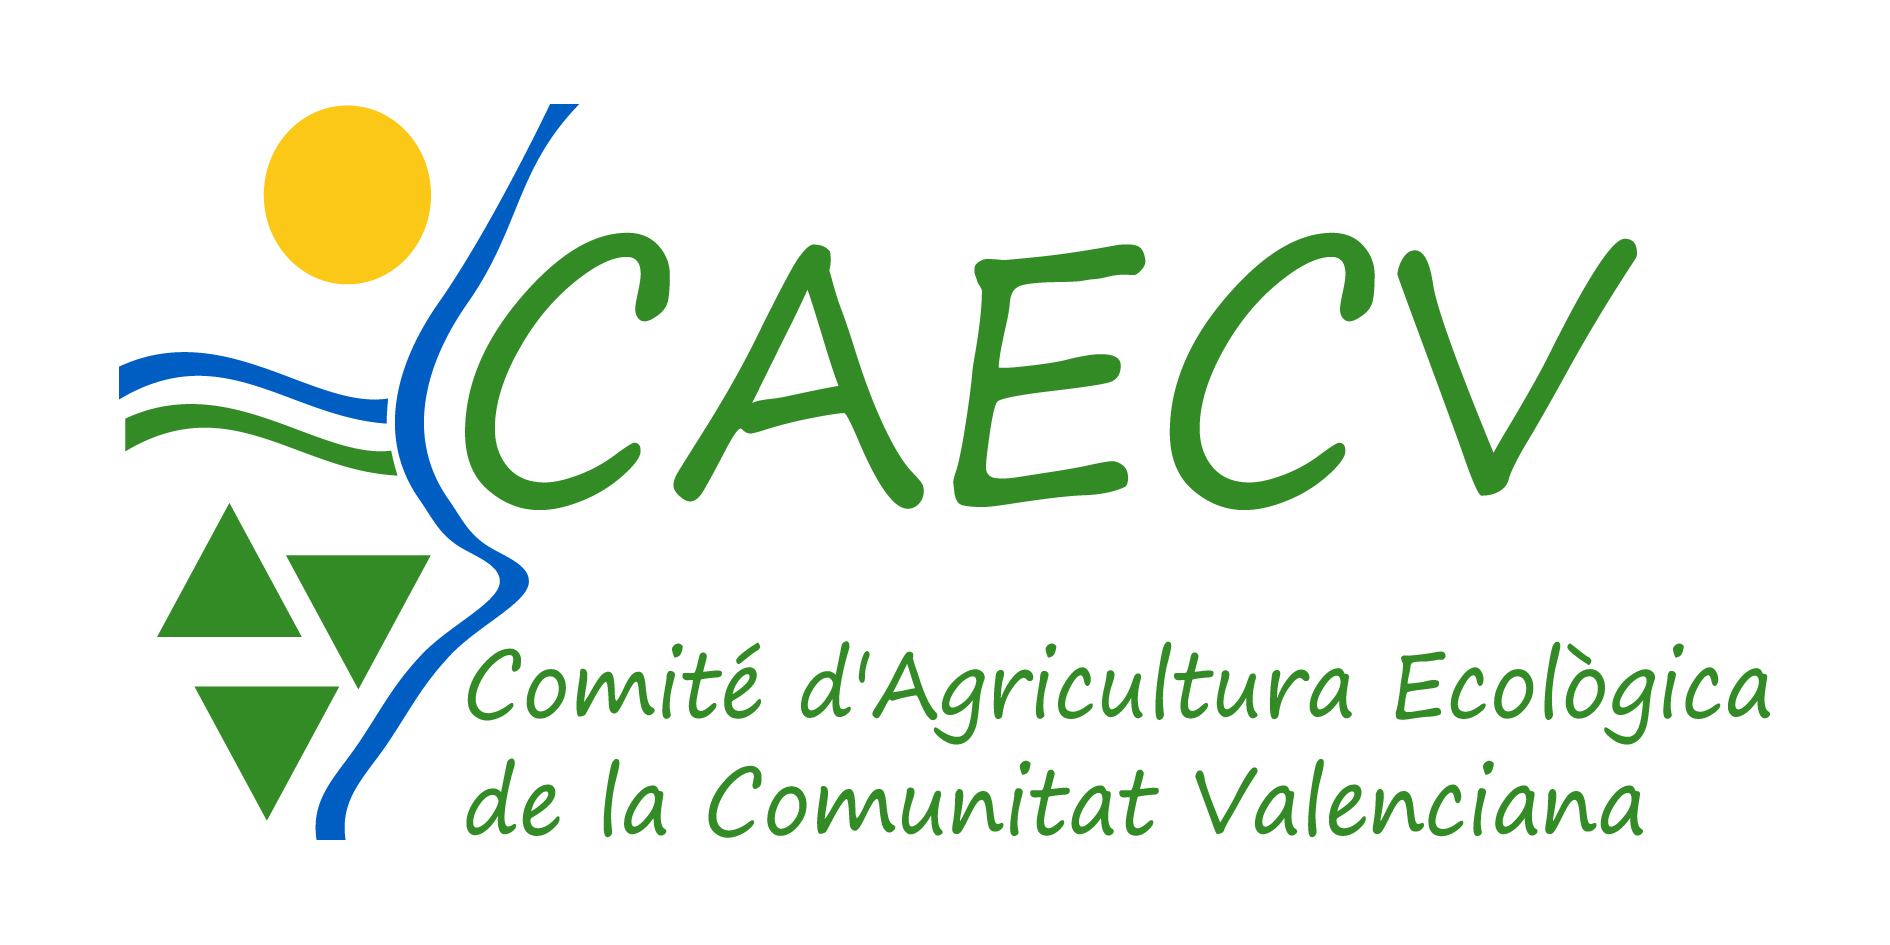 CAECV
Comité d'Agricultura Ecològica
de la Comunitat Valenciana